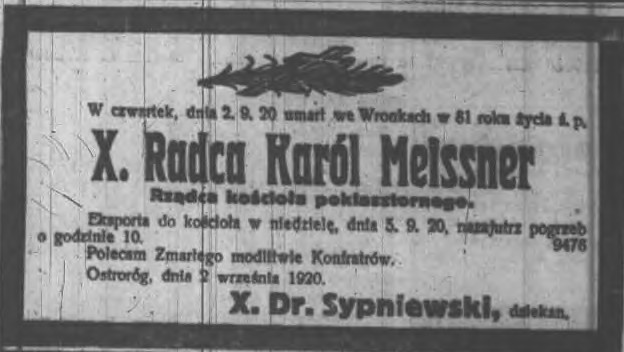 W czwartek, dnia 2. 9. 20 umarł we Wronkach w 81 roku życia ś. p.
X. Radca Karól Meissner
Rządca kościoła poklasztornego.
Eksporta do kościoła w niedzielę, dnia 5. 9. 20, nazajutrz pogrzeb
o godzinie 10. 9476
Polecam Zmarłego modlitwie Konfratrów.
Ostroróg, dnia 2 września 1920.
X. Dr. Sypniewski, dziekan.